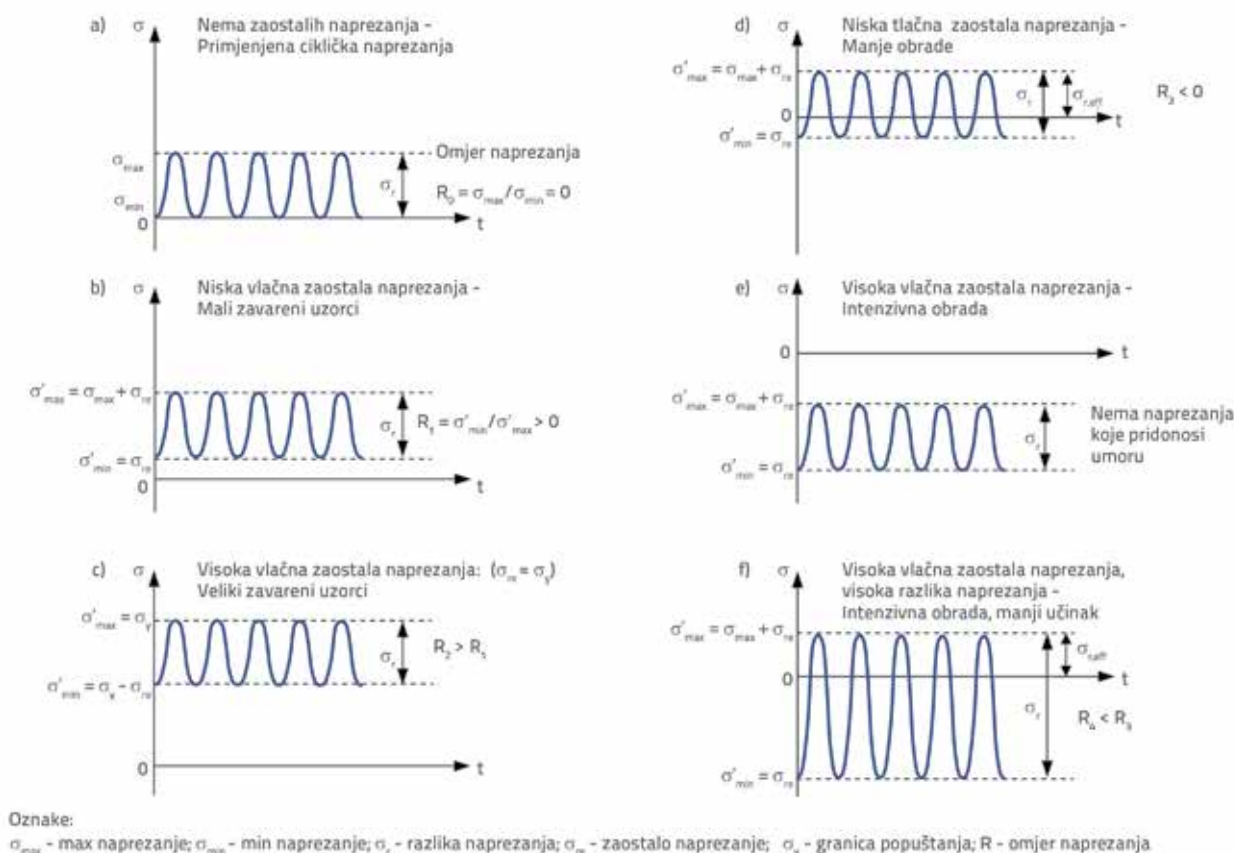 a) σ Nema zaostalih naprezanja -
Primjenjena ciklička naprezanja
σmax
σmin
0
Omjer naprezanja
σr
R0 = σmax/σmin = 0
t
b) σ Niska vlačna zaostala naprezanja -
Mali zavareni uzorci
σ'max = σmax + σre
σ'min = σre
0
σr
R1 = σ'min/σ'max > 0
t
c) σ Visoka vlačna zaostala naprezanja: (σre = σy)
Veliki zavareni uzorci
σ'max = σy
σ'min = σy - σre
0
σr
R2 > R1
t
d) σ Niska tlačna zaostala naprezanja -
Manje obrade
σ'max = σmax + σre
0
σ'min = σre
σr
σr,eff
R3 < 0
t
e) σ Visoka vlačna zaostala naprezanja -
Intenzivna obrada
0
t
σ'max = σmax + σre
σ'min = σre
σr
Nema naprezanja
koje pridonosi
umoru
f) σ Visoka vlačna zaostala naprezanja,
visoka razlika naprezanja -
Intenzivna obrada, manji učinak
σ'max = σmax + σre
0
σ'min = σre
σr,eff
t
σr
R4 < R3
Oznake:
σmax - max naprezanje; σmin - min naprezanje; σr - razlika naprezanja; σre - zaostalo naprezanje; σy - granica popuštanja; R - omjer naprezanja